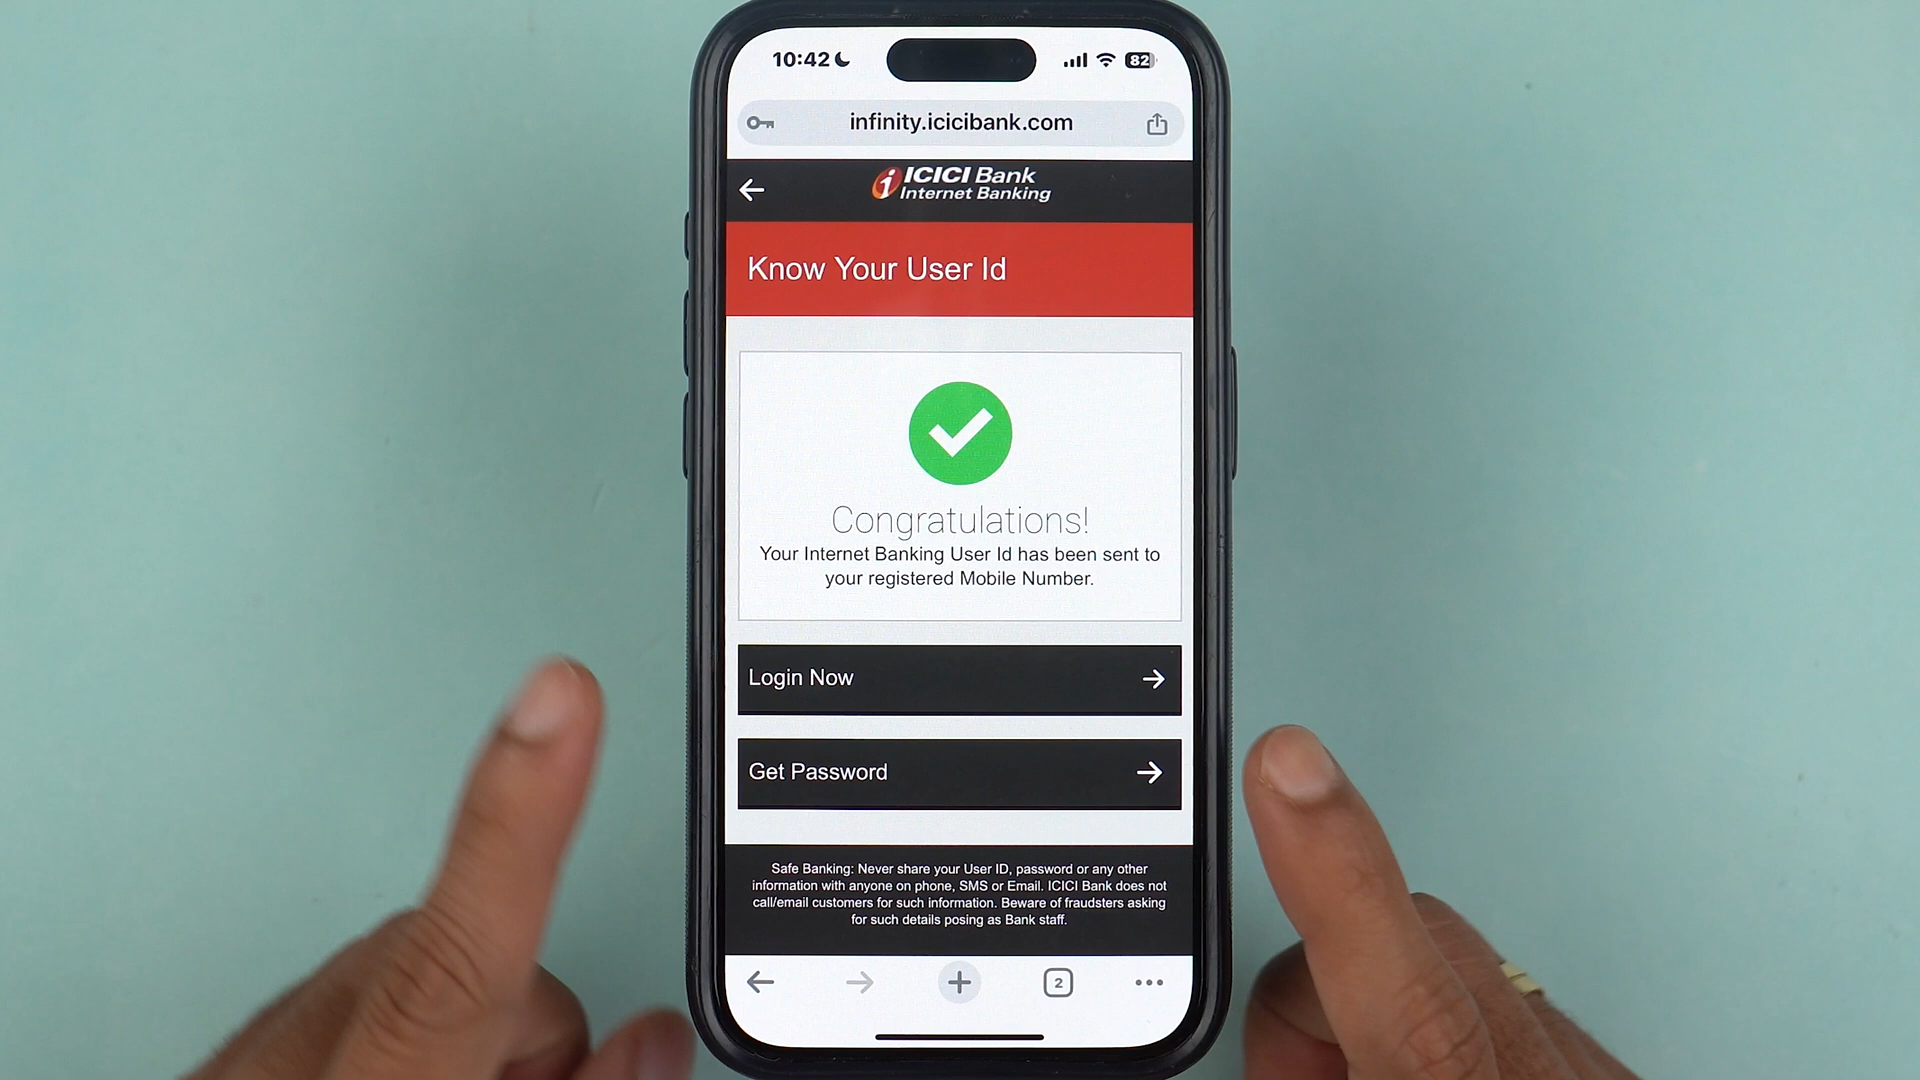 10:42
82
infinity.icicibank.com
i ICICI Bank
Internet Banking
Know Your User Id
Congratulations!
Your Internet Banking User Id has been sent to
your registered Mobile Number.
Login Now
Get Password
Safe Banking: Never share your User ID, password or any other
information with anyone on phone, SMS or Email. ICICI Bank does not
call/email customers for such information. Beware of fraudsters asking
for such details posing as Bank staff.
2